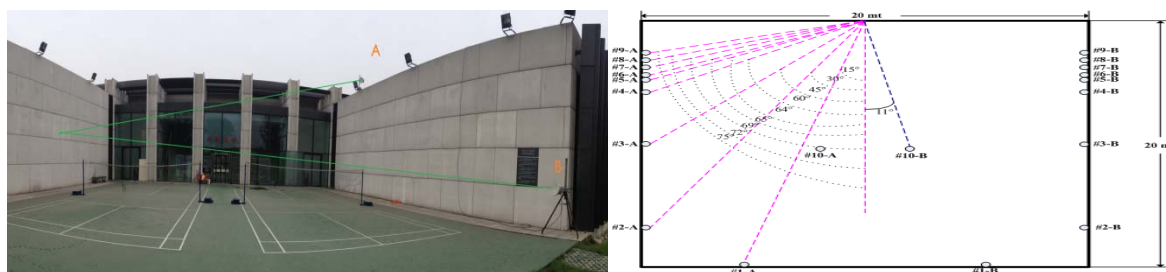 A
B
20 mt
#9-A
#8-A
#7-A
#6-A
#5-A
#4-A
#3-A
#2-A
#1-A
15°
30°
45°
60°
64°
65°
69°
72°
75°
11°
#10-A
#10-B
#9-B
#8-B
#7-B
#6-B
#5-B
#4-B
#3-B
20 m
#2-B
#1-B